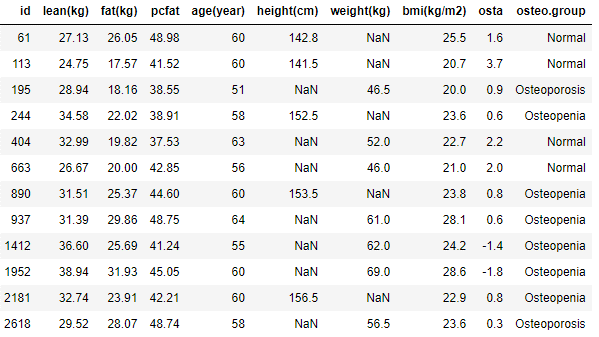 id lean(kg) fat(kg) pcfat age(year) height(cm) weight(kg) bmi(kg/m2) osta osteo.group
61 27.13 26.05 48.98 60 142.8 NaN 25.5 1.6 Normal
113 24.75 17.57 41.52 60 141.5 NaN 20.7 3.7 Normal
195 28.94 18.16 38.55 51 NaN 46.5 20.0 0.9 Osteoporosis
244 34.58 22.02 38.91 58 152.5 NaN 23.6 0.6 Osteopenia
404 32.99 19.82 37.53 63 NaN 52.0 22.7 2.2 Normal
663 26.67 20.00 42.85 56 NaN 46.0 21.0 2.0 Normal
890 31.51 25.37 44.60 60 153.5 NaN 23.8 0.8 Osteopenia
937 31.39 29.86 48.75 64 NaN 61.0 28.1 0.6 Osteopenia
1412 36.60 25.69 41.24 55 NaN 62.0 24.2 -1.4 Osteopenia
1952 38.94 31.93 45.05 60 NaN 69.0 28.6 -1.8 Osteopenia
2181 32.74 23.91 42.21 60 156.5 NaN 22.9 0.8 Osteopenia
2618 29.52 28.07 48.74 58 NaN 56.5 23.6 0.3 Osteoporosis